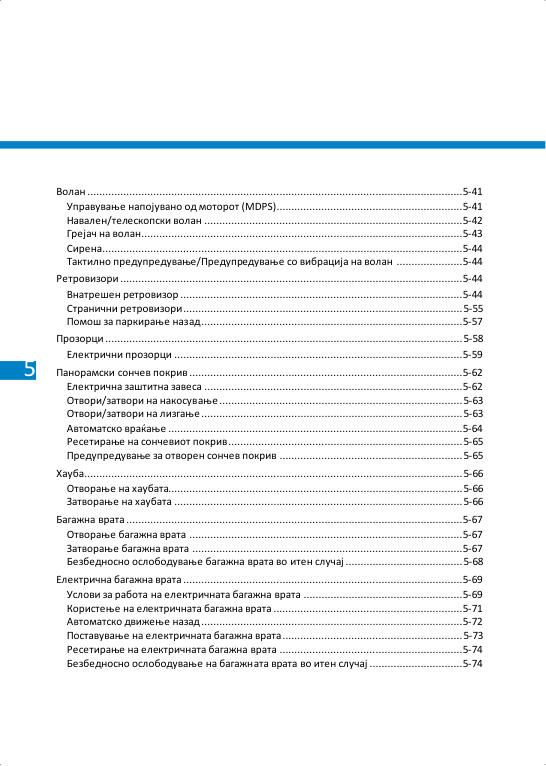 Волан ........ 5-41
Управување напојувано од моторот (MDPS) ........ 5-41
Навален/телескопски волан ........ 5-42
Грејач на волан ........ 5-43
Сирена ........ 5-44
Тактилно предупредување/Предупредување со вибрација на волан ........ 5-44
Ретровизори ........ 5-44
Внатрешен ретровизор ........ 5-44
Странични ретровизори ........ 5-55
Помош за паркирање назад ........ 5-57
Прозорци ........ 5-58
Електрични прозорци ........ 5-59
5
Панорамски сончев покрив ........ 5-62
Електрична заштитна завеса ........ 5-62
Отвори/затвори на накосување ........ 5-63
Отвори/затвори на лизгање ........ 5-63
Автоматско враќање ........ 5-64
Ресетирање на сончевиот покрив ........ 5-65
Предупредување за отворен сончев покрив ........ 5-65
Хауба ........ 5-66
Отворање на хаубата ........ 5-66
Затворање на хаубата ........ 5-66
Багажна врата ........ 5-67
Отворање багажна врата ........ 5-67
Затворање багажна врата ........ 5-67
Безбедносно ослободување багажна врата во итен случај ........ 5-68
Електрична багажна врата ........ 5-69
Услови за работа на електричната багажна врата ........ 5-69
Користење на електричната багажна врата ........ 5-71
Автоматско движење назад ........ 5-72
Поставување на електричната багажна врата ........ 5-73
Ресетирање на електричната багажна врата ........ 5-74
Безбедносно ослободување на багажната врата во итен случај ........ 5-74